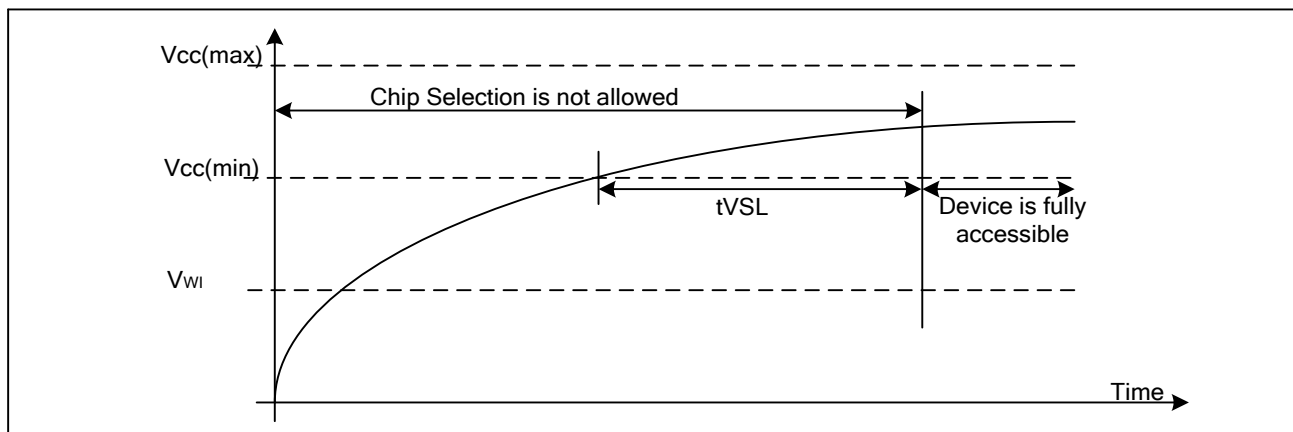 Vcc(max)
Chip Selection is not allowed
Vcc(min)
tVSL
Device is fully
accessible
VWI
Time